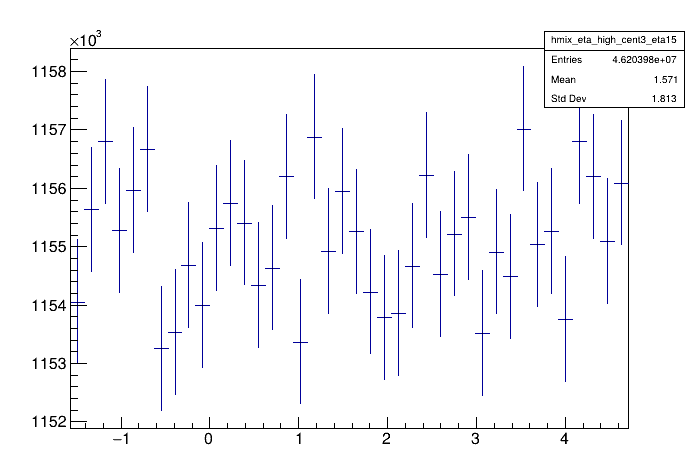 ×10³
hmix_eta_high_cent3_eta15
Entries 4.620398e+07
Mean 1.571
Std Dev 1.813
1158
1157
1156
1155
1154
1153
1152
−1 0 1 2 3 4